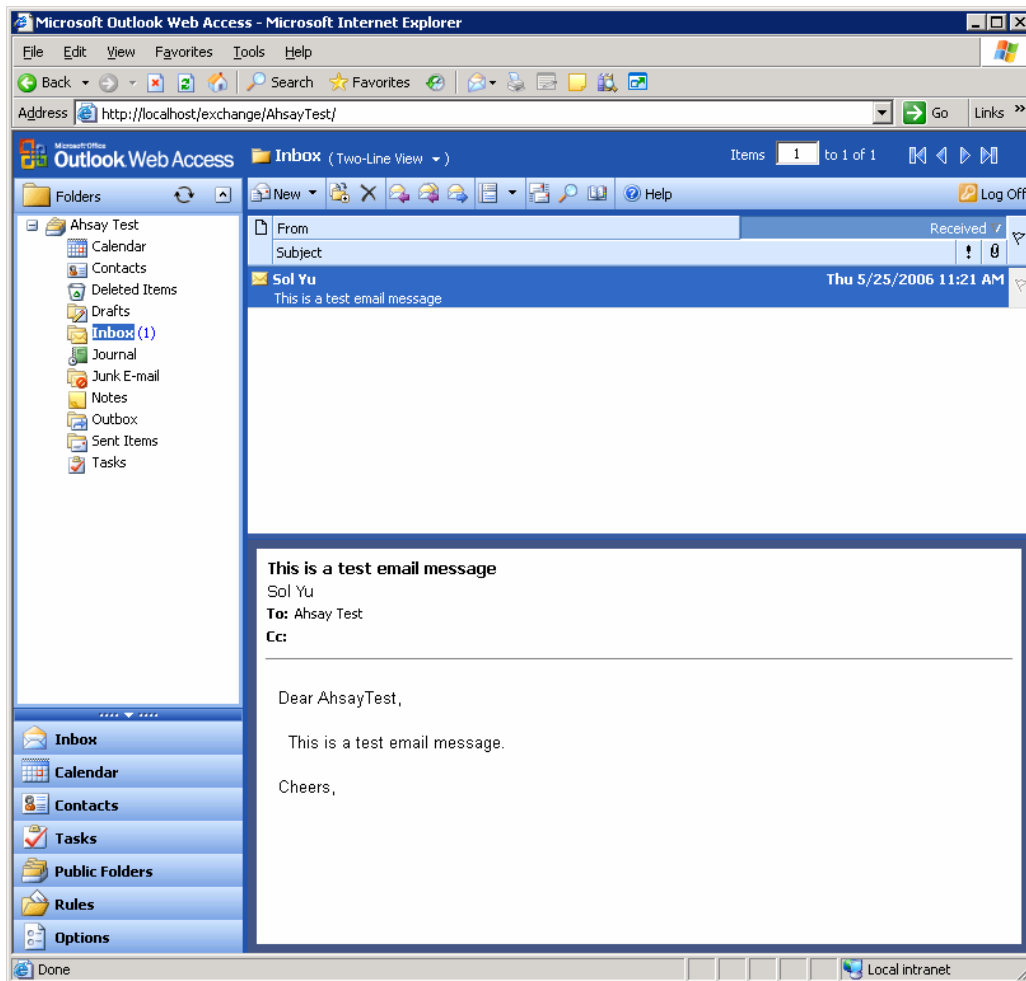 Microsoft Outlook Web Access - Microsoft Internet Explorer
File Edit View Favorites Tools Help
Back Search Favorites
Address http://localhost/exchange/AhsayTest/ Go Links »
Microsoft Office
Outlook Web Access Inbox (Two-Line View ) Items 1 to 1 of 1
Folders New Help Log Off
Ahsay Test
Calendar
Contacts
Deleted Items
Drafts
Inbox (1)
Journal
Junk E-mail
Notes
Outbox
Sent Items
Tasks
From Received
Subject
Sol Yu Thu 5/25/2006 11:21 AM
This is a test email message
This is a test email message
Sol Yu
To: Ahsay Test
Cc:
Dear AhsayTest,
This is a test email message.
Cheers,
Inbox
Calendar
Contacts
Tasks
Public Folders
Rules
Options
Done Local intranet